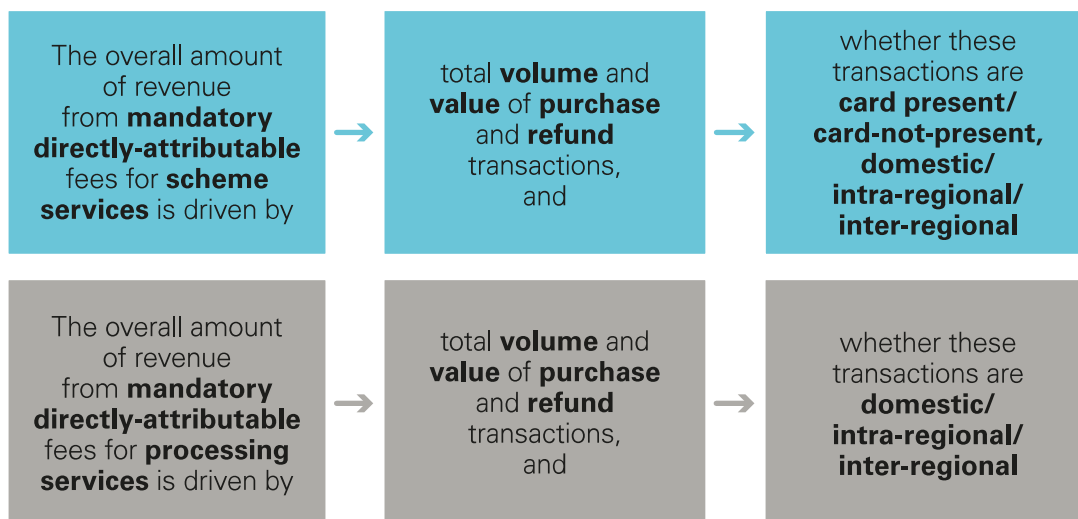 The overall amount
of revenue
from mandatory
directly-attributable
fees for scheme
services is driven by
total volume and
value of purchase
and refund
transactions,
and
whether these
transactions are
card present/
card-not-present,
domestic/
intra-regional/
inter-regional
The overall amount
of revenue
from mandatory
directly-attributable
fees for processing
services is driven by
total volume and
value of purchase
and refund
transactions,
and
whether these
transactions are
domestic/
intra-regional/
inter-regional